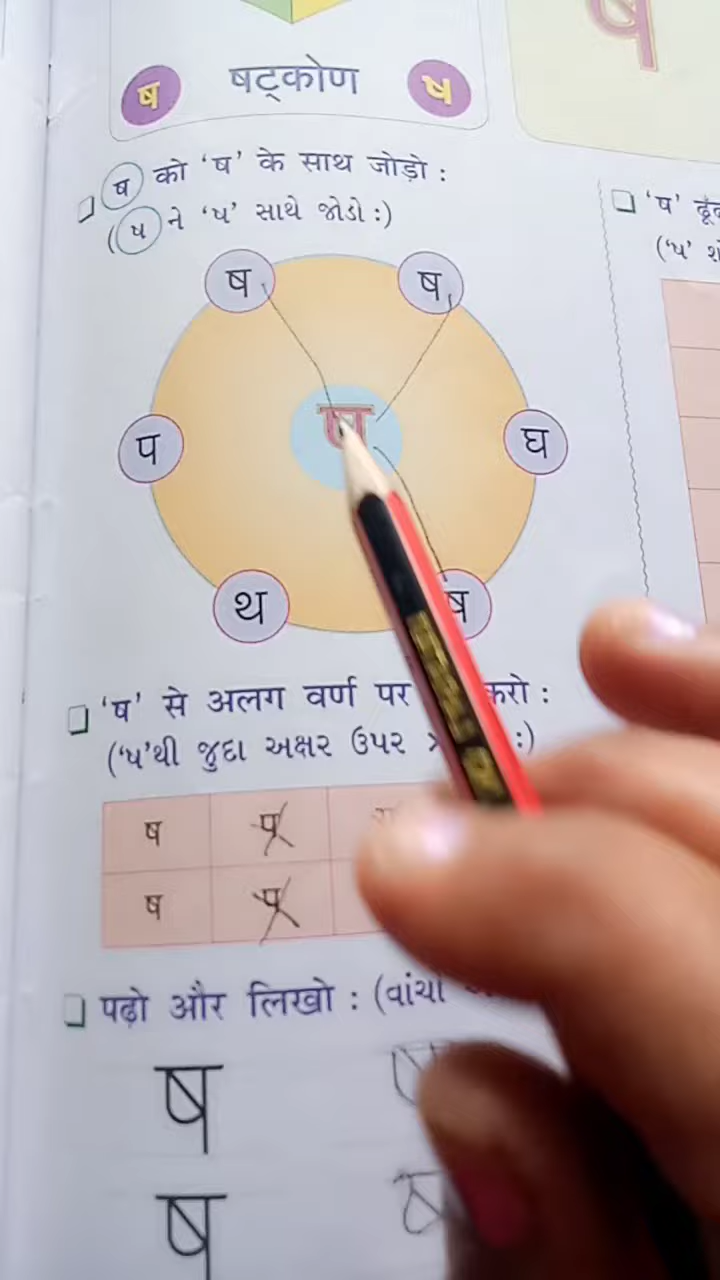 ष
ष षट्कोण ष
ष को 'ष' के साथ जोड़ो :
(ષ ને 'ષ' સાથે જોડો :)
ष ष
ष
प घ
थ ष
'ष' से अलग वर्ण पर करो :
('ષ'થી જુદા અક્ષર ઉપર :)
ष प
ष प
पढ़ो और लिखो : (વાંચો
ष ष
ष ष
'ष'
('ષ'